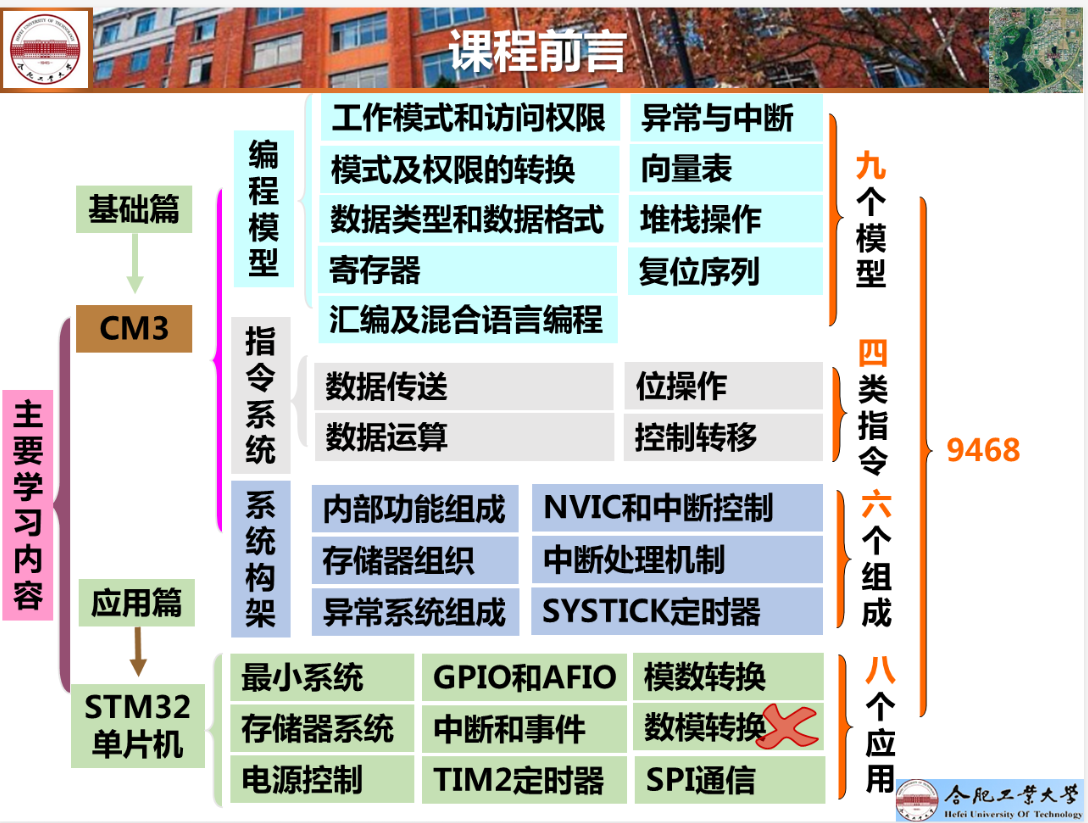 课程前言
主要学习内容
基础篇
CM3
应用篇
STM32
单片机
编程模型
工作模式和访问权限
异常与中断
模式及权限的转换
向量表
数据类型和数据格式
堆栈操作
寄存器
复位序列
汇编及混合语言编程
九个模型
指令系统
数据传送
位操作
数据运算
控制转移
四类指令
系统构架
内部功能组成
NVIC和中断控制
存储器组织
中断处理机制
异常系统组成
SYSTICK定时器
六个组成
最小系统
GPIO和AFIO
模数转换
存储器系统
中断和事件
数模转换
电源控制
TIM2定时器
SPI通信
八个应用
9468
合肥工业大学
Hefei University Of Technology